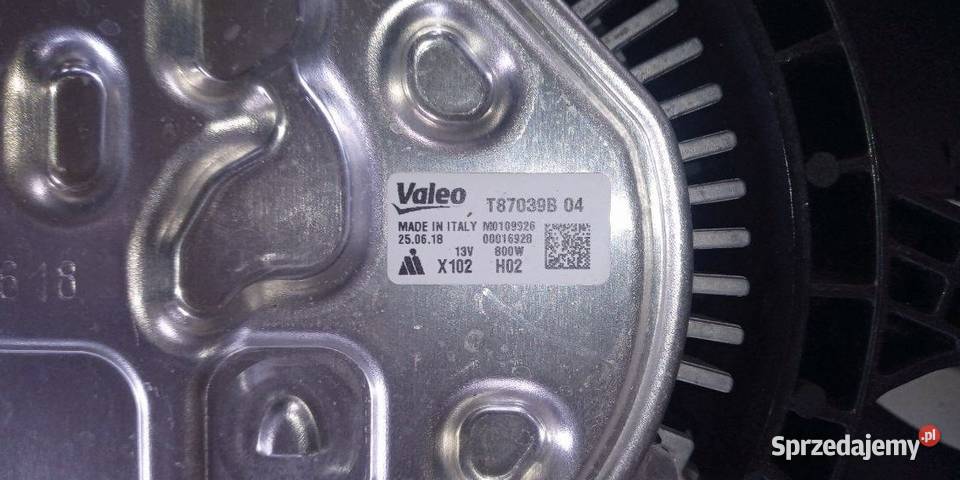 Valeo T87039B 04
MADE IN ITALY M0109926
25.06.18 00016928
13V 800W
X102 H02
618
Sprzedajemy.pl